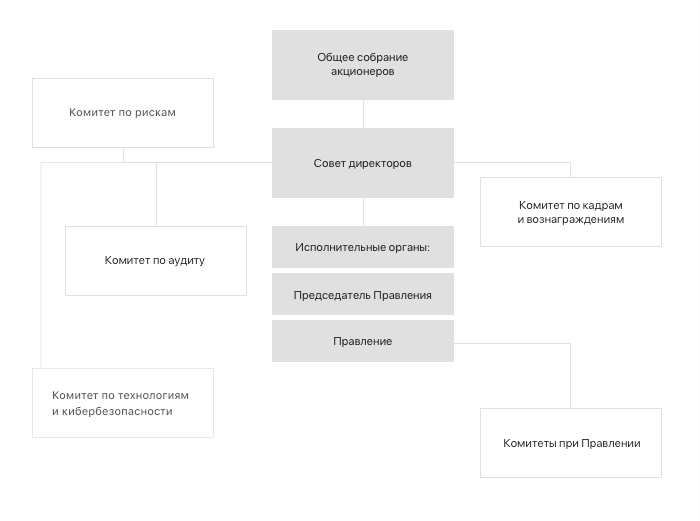 Общее собрание
акционеров
Комитет по рискам
Совет директоров
Комитет по кадрам
и вознаграждениям
Комитет по аудиту
Исполнительные органы:
Председатель Правления
Правление
Комитет по технологиям
и кибербезопасности
Комитеты при Правлении